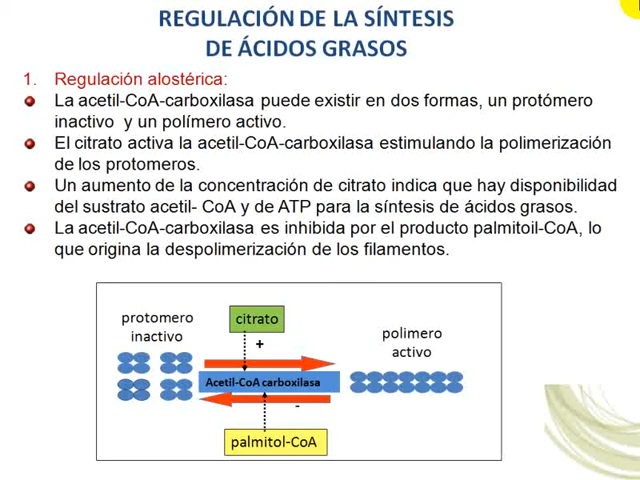 REGULACIÓN DE LA SÍNTESIS
DE ÁCIDOS GRASOS
1. Regulación alostérica:
La acetil-CoA-carboxilasa puede existir en dos formas, un protómero
inactivo y un polímero activo.
El citrato activa la acetil-CoA-carboxilasa estimulando la polimerización
de los protomeros.
Un aumento de la concentración de citrato indica que hay disponibilidad
del sustrato acetil- CoA y de ATP para la síntesis de ácidos grasos.
La acetil-CoA-carboxilasa es inhibida por el producto palmitoil-CoA, lo
que origina la despolimerización de los filamentos.
protomero
inactivo
citrato
+
polimero
activo
Acetil-CoA carboxilasa
-
palmitol-CoA